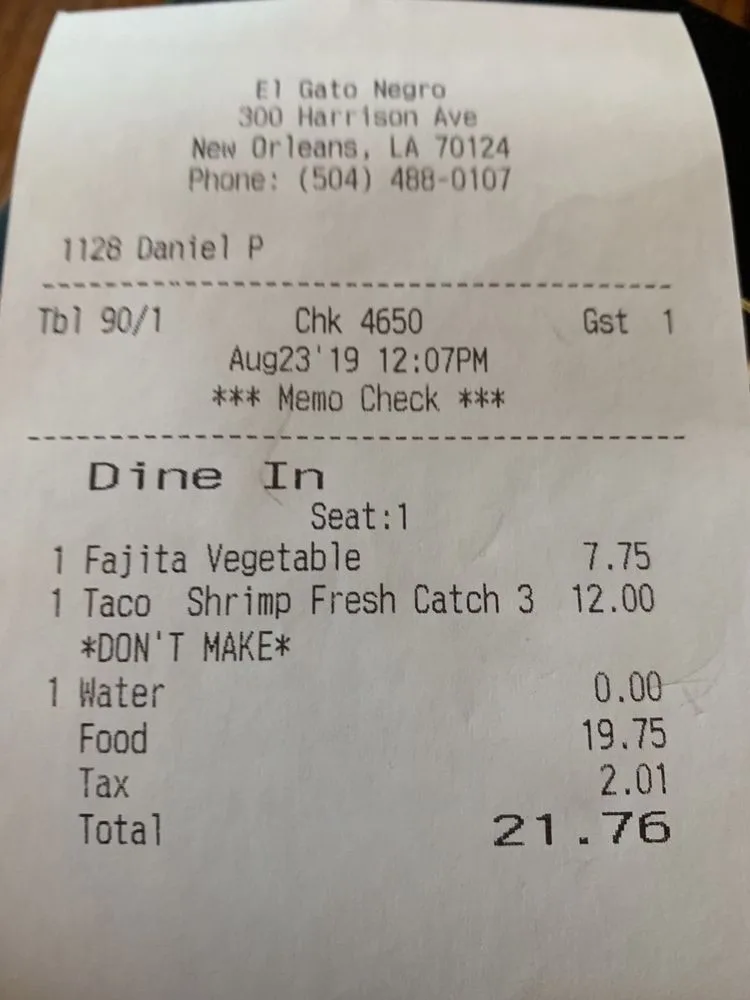 El Gato Negro
300 Harrison Ave
New Orleans, LA 70124
Phone: (504) 488-0107
1128 Daniel P
Tbl 90/1 Chk 4650 Gst 1
Aug23'19 12:07PM
*** Memo Check ***
Dine In
Seat:1
1 Fajita Vegetable 7.75
1 Taco Shrimp Fresh Catch 3 12.00
*DON'T MAKE*
1 Water 0.00
Food 19.75
Tax 2.01
Total 21.76